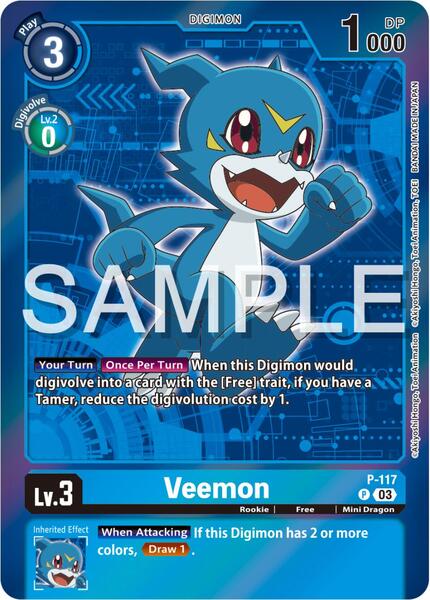 Play
3
DIGIMON
1000
DP
Digivolve
Lv.2
0
BANDAI MADE IN JAPAN
©Akiyoshi Hongo, Toei Animation, TOEI
©Akiyoshi Hongo, Toei Animation
SAMPLE
Your Turn Once Per Turn When this Digimon would
digivolve into a card with the [Free] trait, if you have a
Tamer, reduce the digivolution cost by 1.
Lv.3
Veemon
P-117
P 03
Rookie | Free | Mini Dragon
Inherited Effect
When Attacking If this Digimon has 2 or more
colors, Draw 1 .